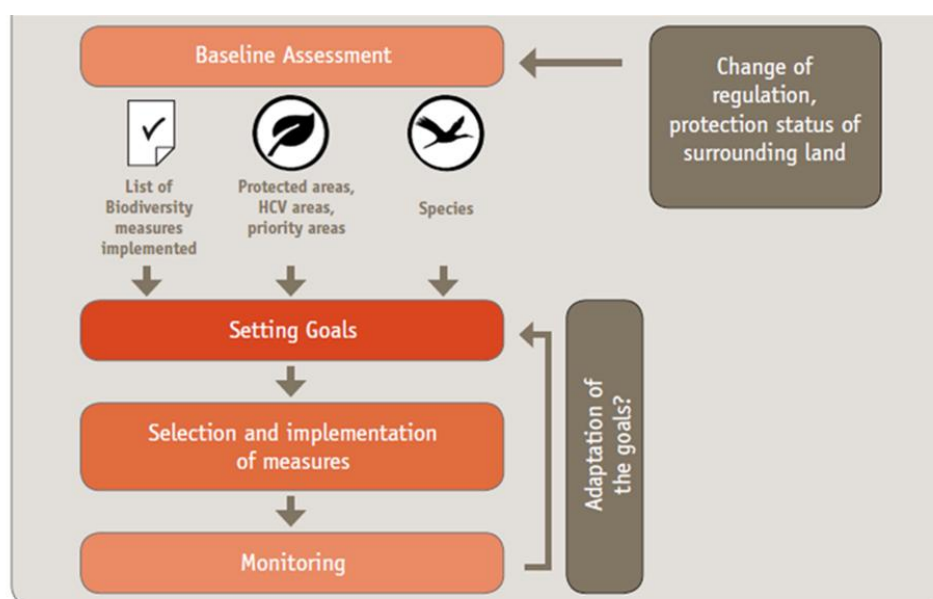 Baseline Assessment
Change of
regulation,
protection status of
surrounding land
List of
Biodiversity
measures
implemented
Protected areas,
HCV areas,
priority areas
Species
Setting Goals
Selection and implementation
of measures
Monitoring
Adaptation of
the goals?